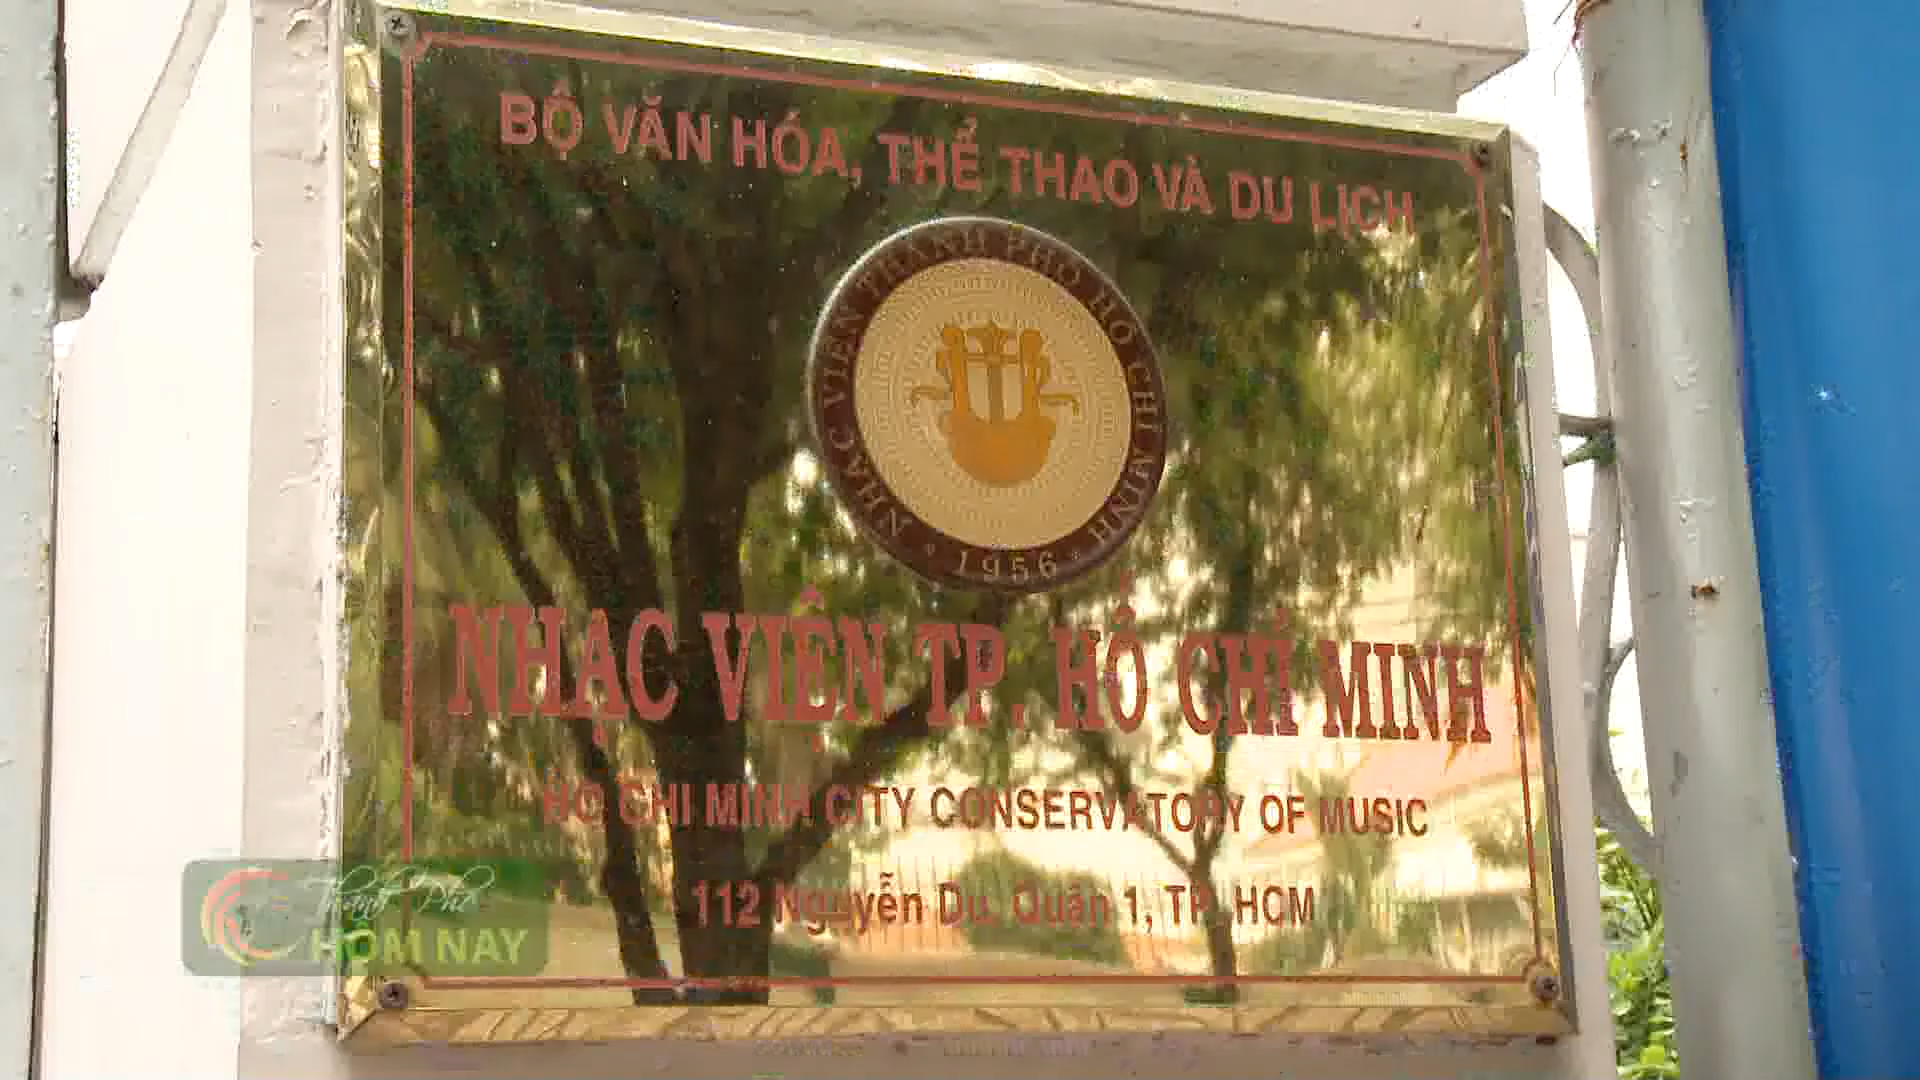 BỘ VĂN HÓA, THỂ THAO VÀ DU LỊCH
NHẠC VIỆN THÀNH PHỐ HỒ CHÍ MINH
1956
NHẠC VIỆN TP. HỒ CHÍ MINH
HO CHI MINH CITY CONSERVATORY OF MUSIC
112 Nguyễn Du, Quận 1, TP. HCM
Thành Phố
HÔM NAY